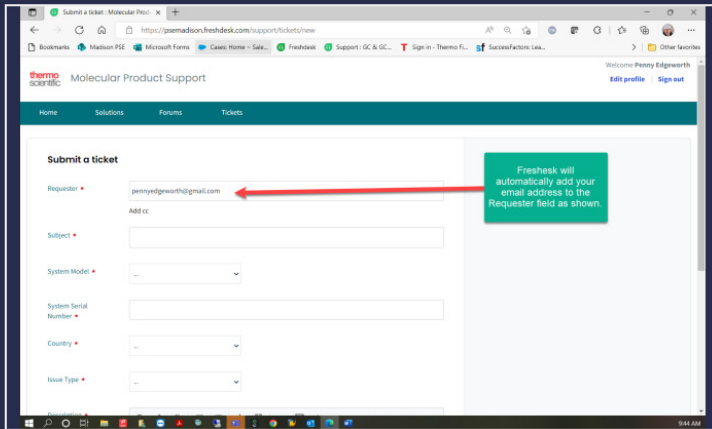 Submit a ticket : Molecular Prod
https://psemadison.freshdesk.com/support/tickets/new
Bookmarks Madison PSE Microsoft Forms Cases: Home ~ Sale... Freshdesk Support : GC & GC... Sign in - Thermo Fi... SuccessFactors: Lea... Other favorites
Welcome Penny Edgeworth
thermo
scientific
Molecular Product Support
Edit profile Sign out
Home Solutions Forums Tickets
Submit a ticket
Freshesk will
automatically add your
email address to the
Requester field as shown.
Requester * pennyedgeworth@gmail.com
Add cc
Subject *
System Model * ...
System Serial
Number *
Country * ...
Issue Type * ...
9:44 AM